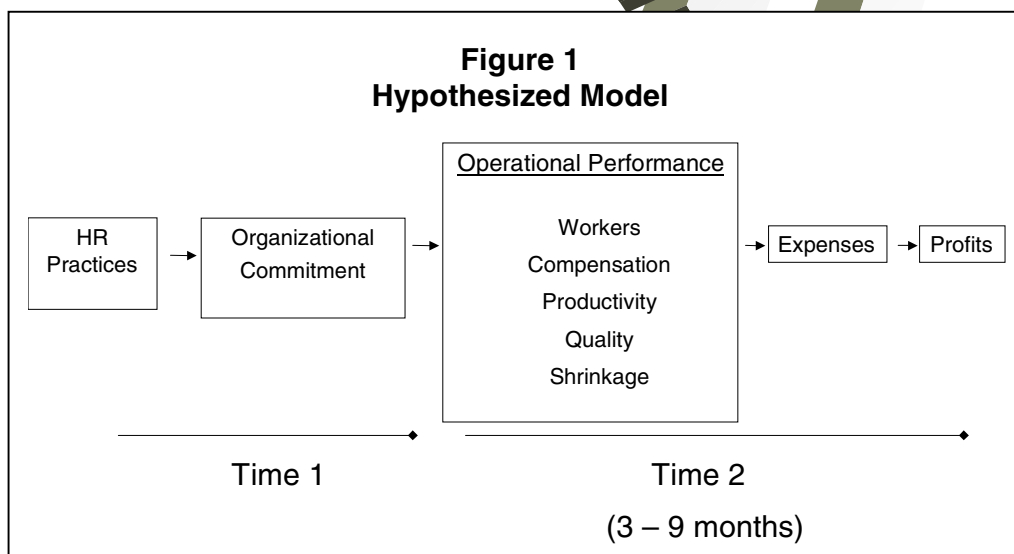 Figure 1
Hypothesized Model
HR
Practices
Organizational
Commitment
Operational Performance
Workers
Compensation
Productivity
Quality
Shrinkage
Expenses
Profits
Time 1
Time 2
(3 – 9 months)